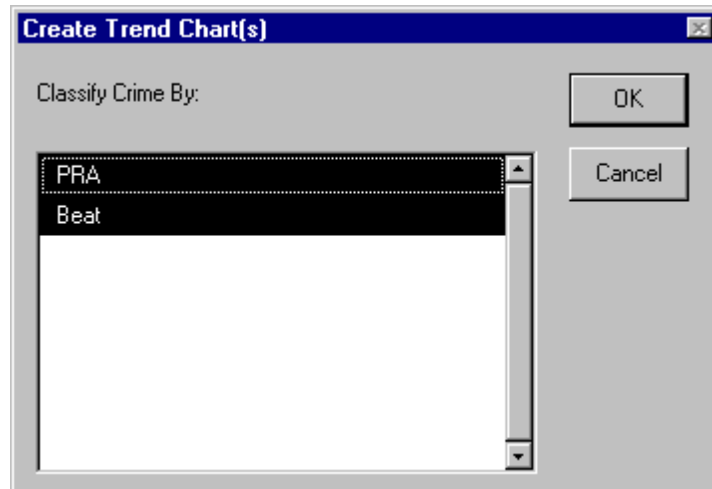 Create Trend Chart(s)
Classify Crime By:
OK
PRA
Cancel
Beat